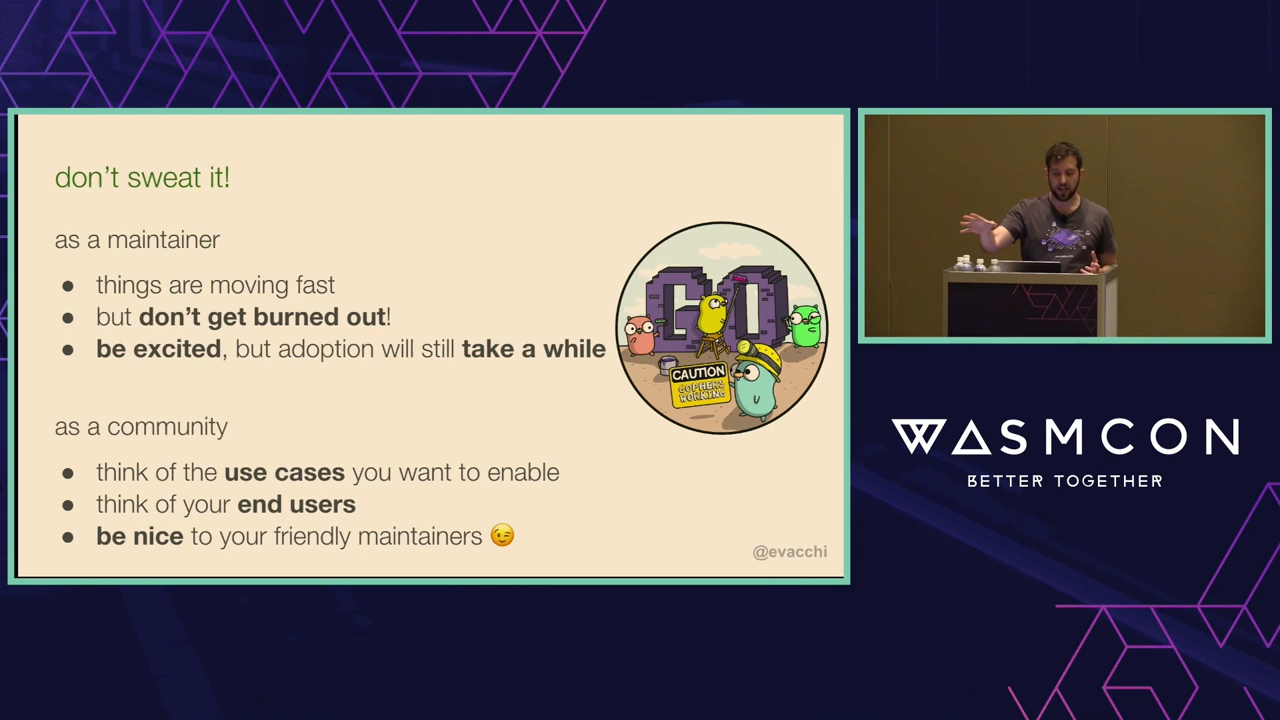 don't sweat it!
as a maintainer
● things are moving fast
● but don't get burned out!
● be excited, but adoption will still take a while
GO
CAUTION
GOPHERS
WORKING
as a community
● think of the use cases you want to enable
● think of your end users
● be nice to your friendly maintainers 😉
@evacchi
WASMCON
BETTER TOGETHER